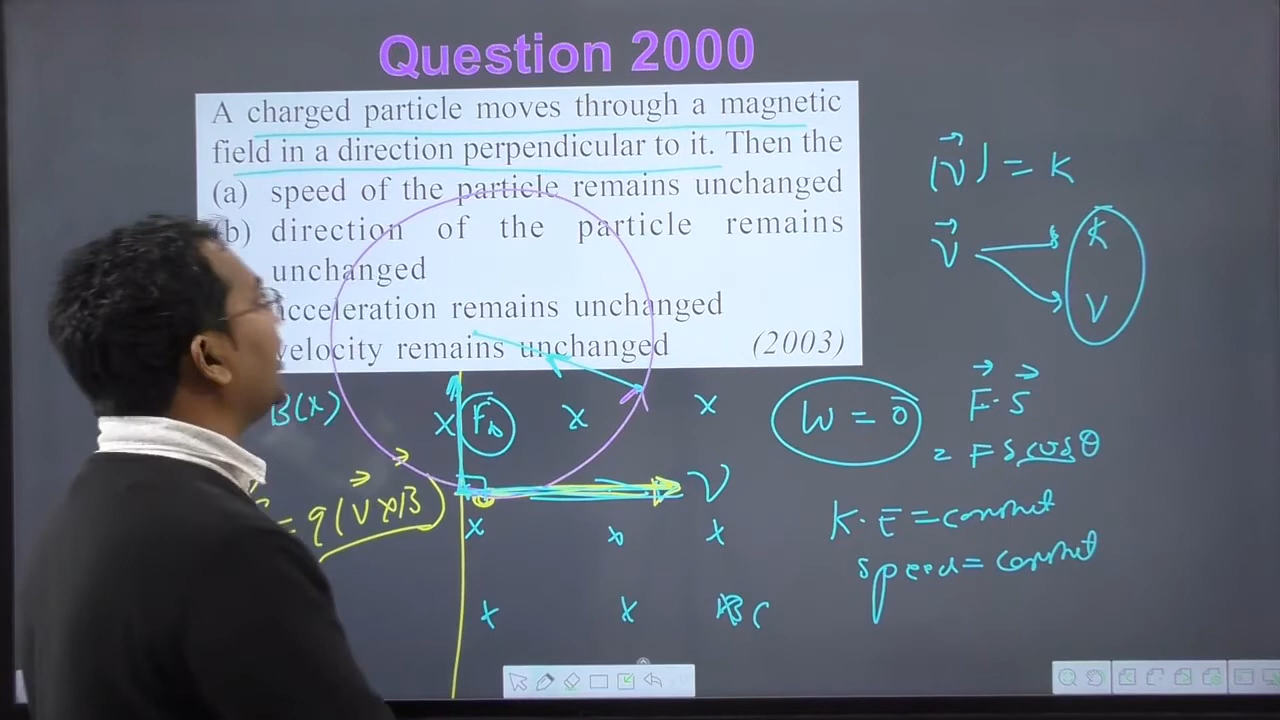 Question 2000
A charged particle moves through a magnetic
field in a direction perpendicular to it. Then the
(a) speed of the particle remains unchanged
(b) direction of the particle remains
unchanged
acceleration remains unchanged
velocity remains unchanged (2003)
|v⃗| = K
v⃗ K
V
B(x)
x F x x
W = 0
F⃗·S⃗
= FS cosθ
= q(V⃗×B⃗)
V
K·E = constnt
speed = constnt
x x x
x x